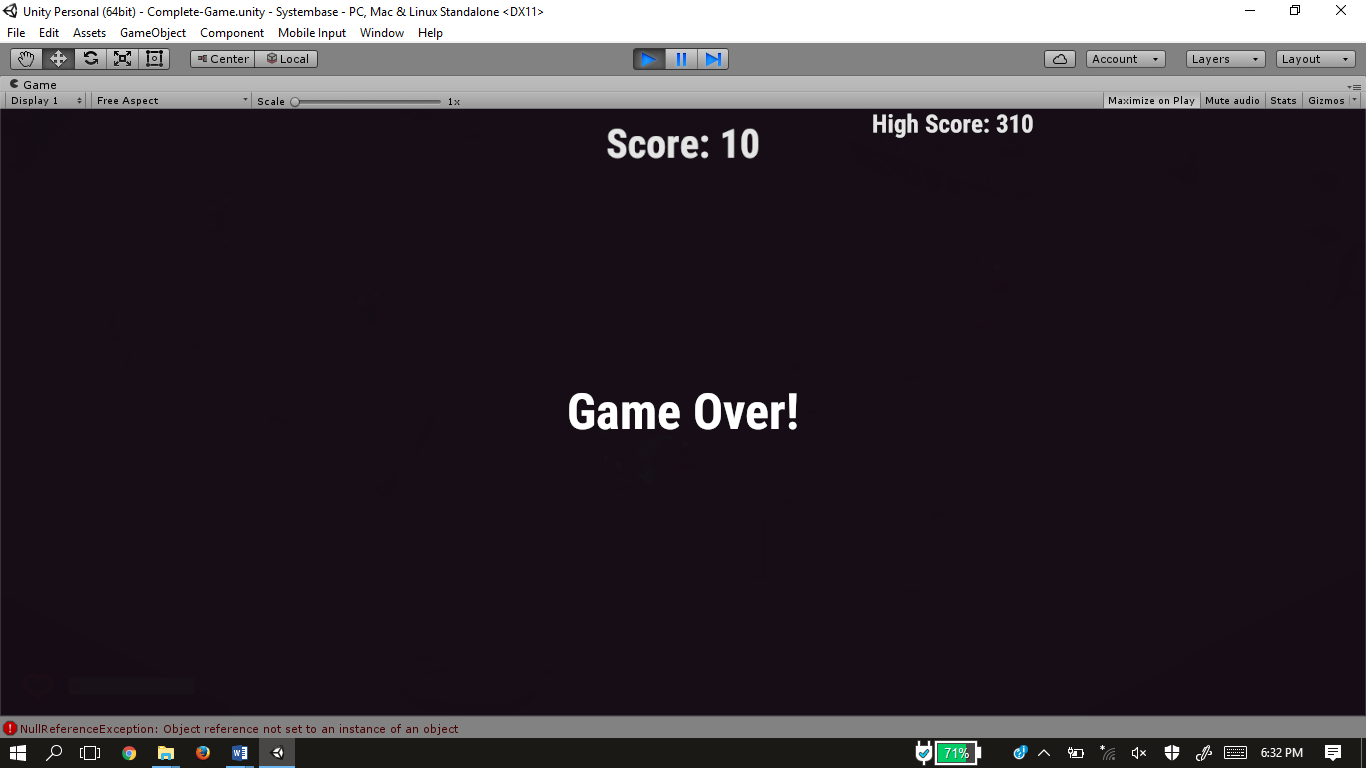 Unity Personal (64bit) - Complete-Game.unity - Systembase - PC, Mac & Linux Standalone <DX11>
File Edit Assets GameObject Component Mobile Input Window Help
Center Local Account Layers Layout
Game
Display 1 Free Aspect Scale 1x Maximize on Play Mute audio Stats Gizmos
High Score: 310
Score: 10
Game Over!
NullReferenceException: Object reference not set to an instance of an object
71% 6:32 PM